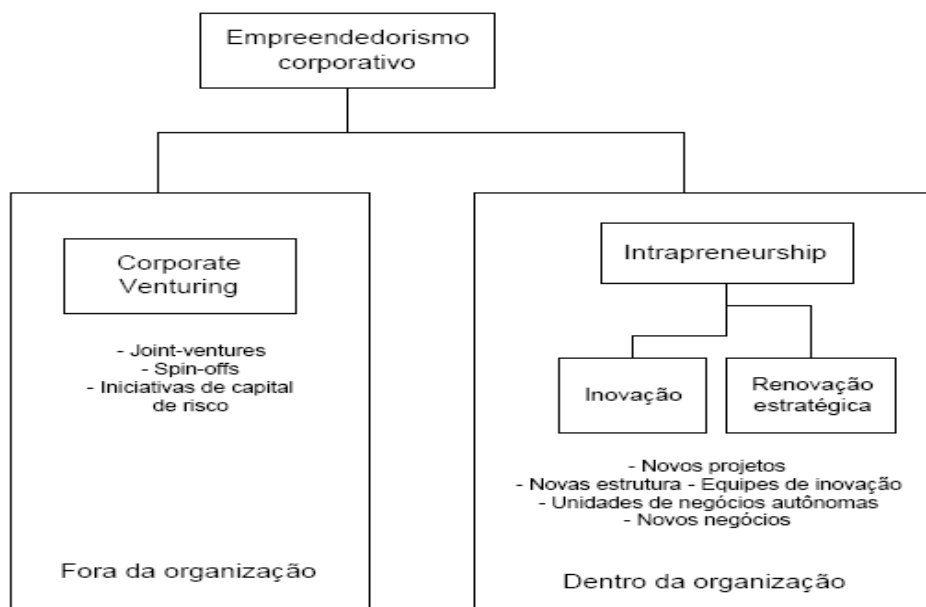 Empreendedorismo
corporativo
Corporate
Venturing
- Joint-ventures
- Spin-offs
- Iniciativas de capital
de risco
Fora da organização
Intrapreneurship
Inovação
Renovação
estratégica
- Novos projetos
- Novas estrutura - Equipes de inovação
- Unidades de negócios autônomas
- Novos negócios
Dentro da organização